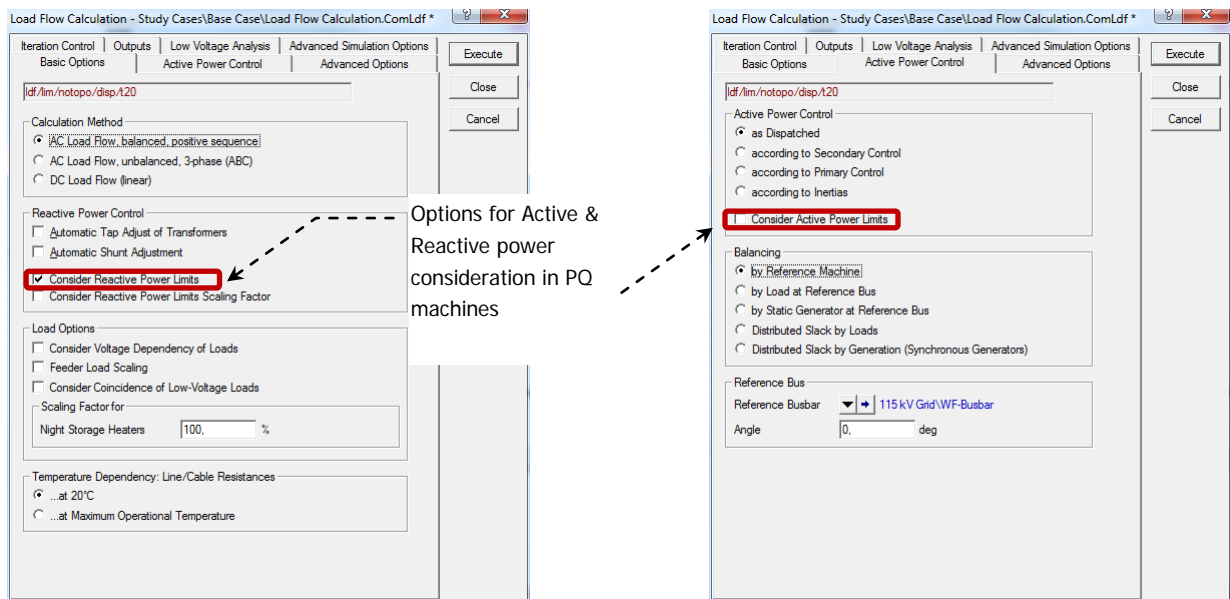 Load Flow Calculation - Study Cases\Base Case\Load Flow Calculation.ComLdf *
Iteration Control
Outputs
Low Voltage Analysis
Advanced Simulation Options
Basic Options
Active Power Control
Advanced Options
ldf/lim/notopo/disp/t20
Calculation Method
AC Load Flow, balanced, positive sequence
AC Load Flow, unbalanced, 3-phase (ABC)
DC Load Flow (linear)
Reactive Power Control
Automatic Tap Adjust of Transformers
Automatic Shunt Adjustment
Consider Reactive Power Limits
Consider Reactive Power Limits Scaling Factor
Load Options
Consider Voltage Dependency of Loads
Feeder Load Scaling
Consider Coincidence of Low-Voltage Loads
Scaling Factor for
Night Storage Heaters
100,
%
Temperature Dependency: Line/Cable Resistances
...at 20°C
...at Maximum Operational Temperature
Execute
Close
Cancel
Options for Active &
Reactive power
consideration in PQ
machines
Load Flow Calculation - Study Cases\Base Case\Load Flow Calculation.ComLdf *
Iteration Control
Outputs
Low Voltage Analysis
Advanced Simulation Options
Basic Options
Active Power Control
Advanced Options
ldf/lim/notopo/disp/t20
Active Power Control
as Dispatched
according to Secondary Control
according to Primary Control
according to Inertias
Consider Active Power Limits
Balancing
by Reference Machine
by Load at Reference Bus
by Static Generator at Reference Bus
Distributed Slack by Loads
Distributed Slack by Generation (Synchronous Generators)
Reference Bus
Reference Busbar
115 kV Grid\WF-Busbar
Angle
0,
deg
Execute
Close
Cancel